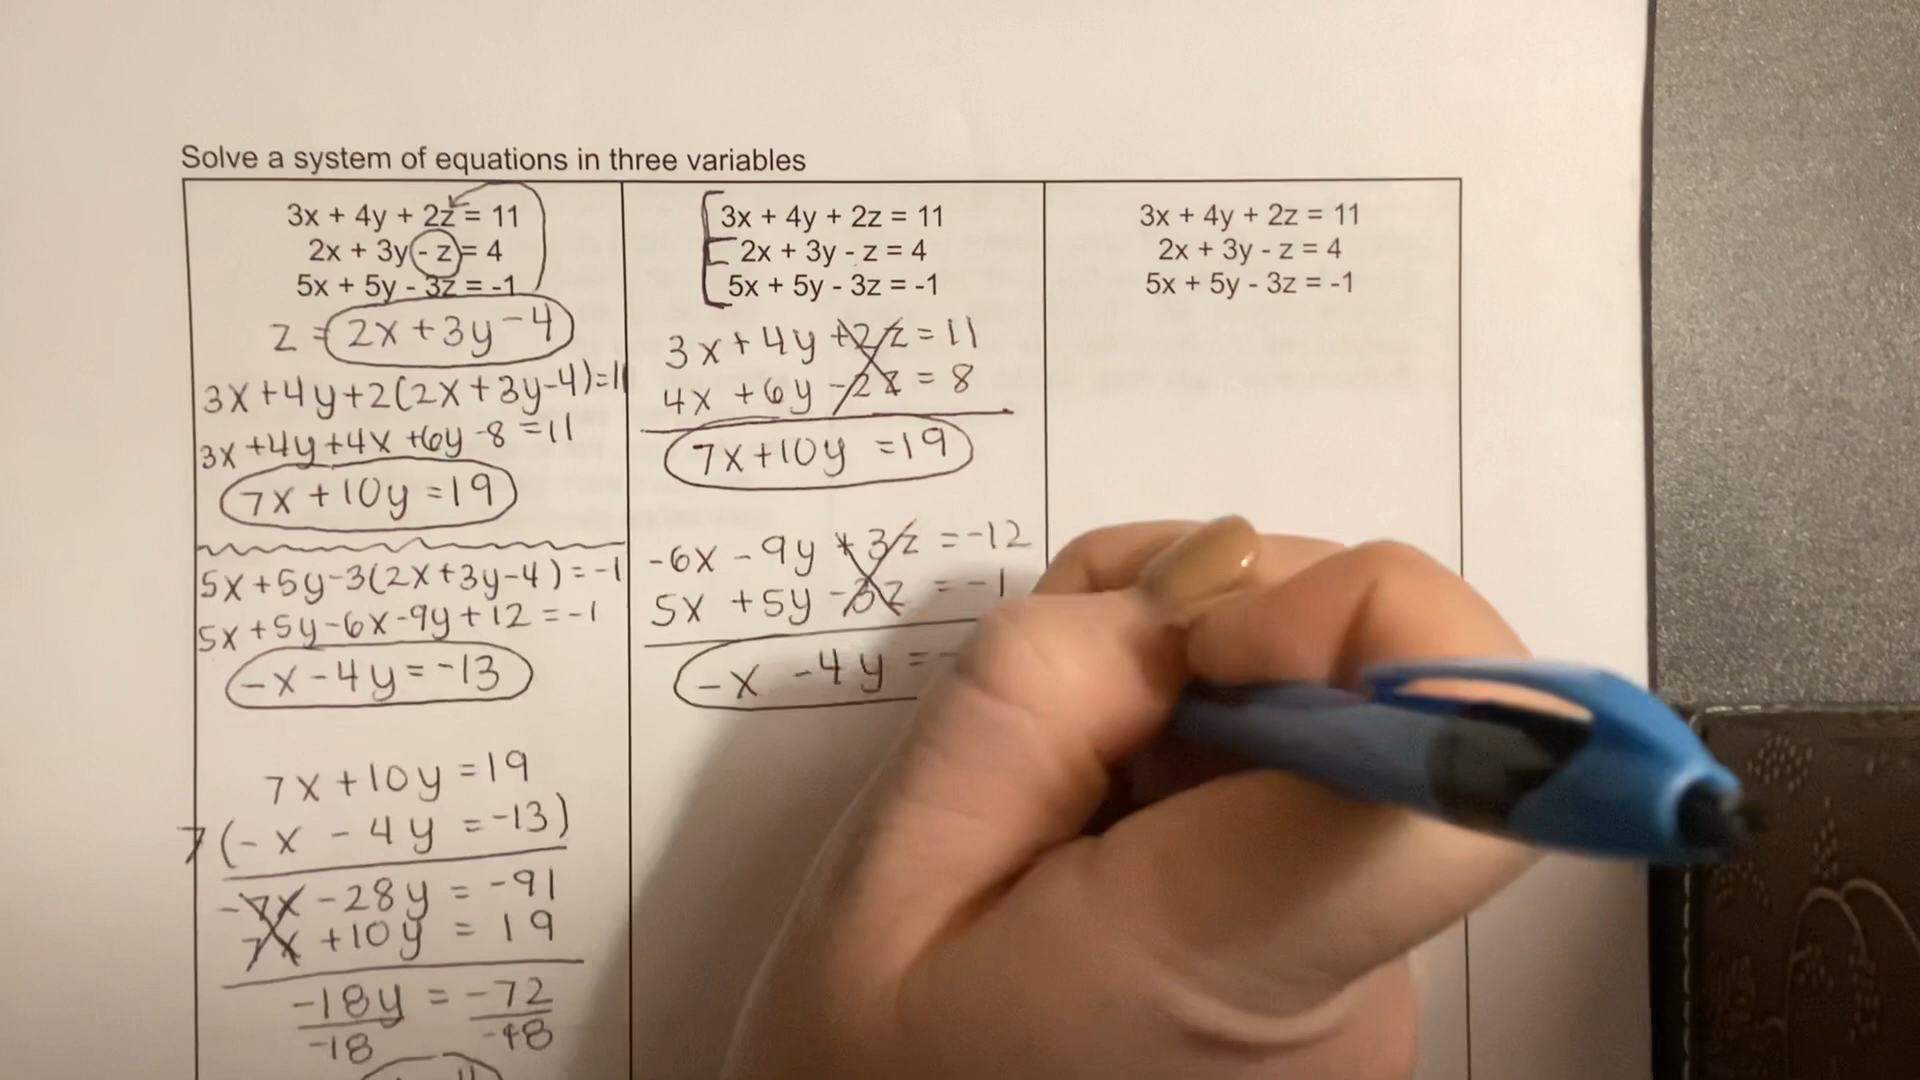 Solve a system of equations in three variables
3x + 4y + 2z = 11
2x + 3y - z = 4
5x + 5y - 3z = -1
z = 2x+3y-4
3x+4y+2(2x+3y-4)=11
3x+4y+4x+6y-8=11
7x+10y=19
5x+5y-3(2x+3y-4)=-1
5x+5y-6x-9y+12=-1
-x-4y=-13
7x+10y=19
7(-x-4y=-13)
-7x-28y=-91
7x+10y=19
-18y=-72
-18 -18
3x + 4y + 2z = 11
2x + 3y - z = 4
5x + 5y - 3z = -1
3x+4y+2z=11
4x+6y-2z=8
7x+10y=19
-6x-9y+3z=-12
5x+5y-3z=-1
-x-4y=-
3x + 4y + 2z = 11
2x + 3y - z = 4
5x + 5y - 3z = -1